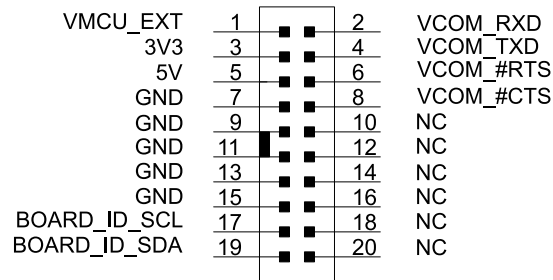 VMCU_EXT 1 2 VCOM_RXD
3V3 3 4 VCOM_TXD
5V 5 6 VCOM_#RTS
GND 7 8 VCOM_#CTS
GND 9 10 NC
GND 11 12 NC
GND 13 14 NC
GND 15 16 NC
BOARD_ID_SCL 17 18 NC
BOARD_ID_SDA 19 20 NC